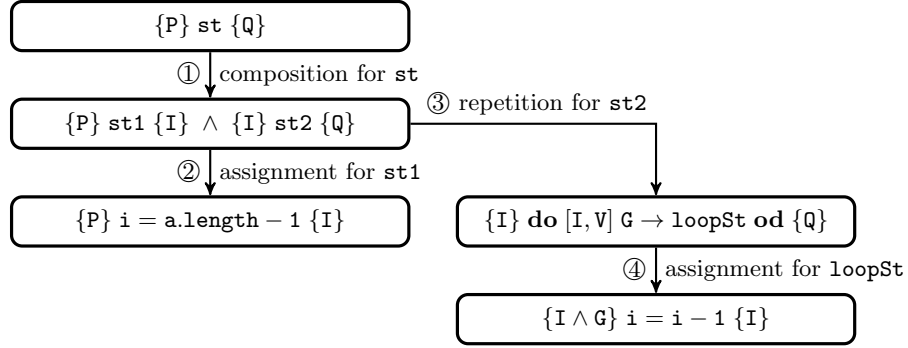 {P} st {Q}
① composition for st
{P} st1 {I} ∧ {I} st2 {Q}
③ repetition for st2
② assignment for st1
{P} i = a.length − 1 {I}
{I} do [I, V] G → loopSt od {Q}
④ assignment for loopSt
{I ∧ G} i = i − 1 {I}